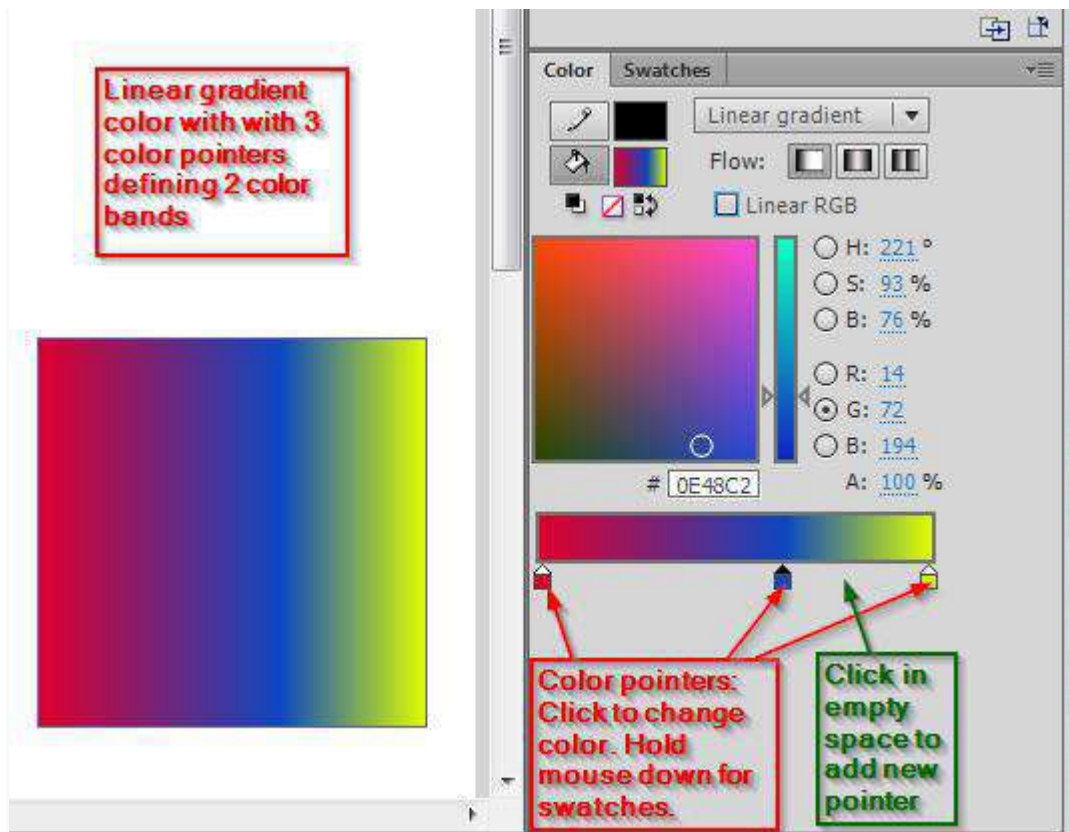 Linear gradient
color with with 3
color pointers
defining 2 color
bands
Color Swatches
Linear gradient
Flow:
Linear RGB
H: 221 °
S: 93 %
B: 76 %
R: 14
G: 72
B: 194
# 0E48C2 A: 100 %
Color pointers:
Click to change
color. Hold
mouse down for
swatches.
Click in
empty
space to
add new
pointer